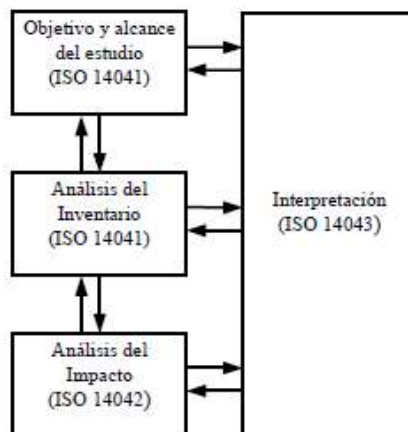 Objetivo y alcance
del estudio
(ISO 14041)
Análisis del
Inventario
(ISO 14041)
Interpretación
(ISO 14043)
Análisis del
Impacto
(ISO 14042)